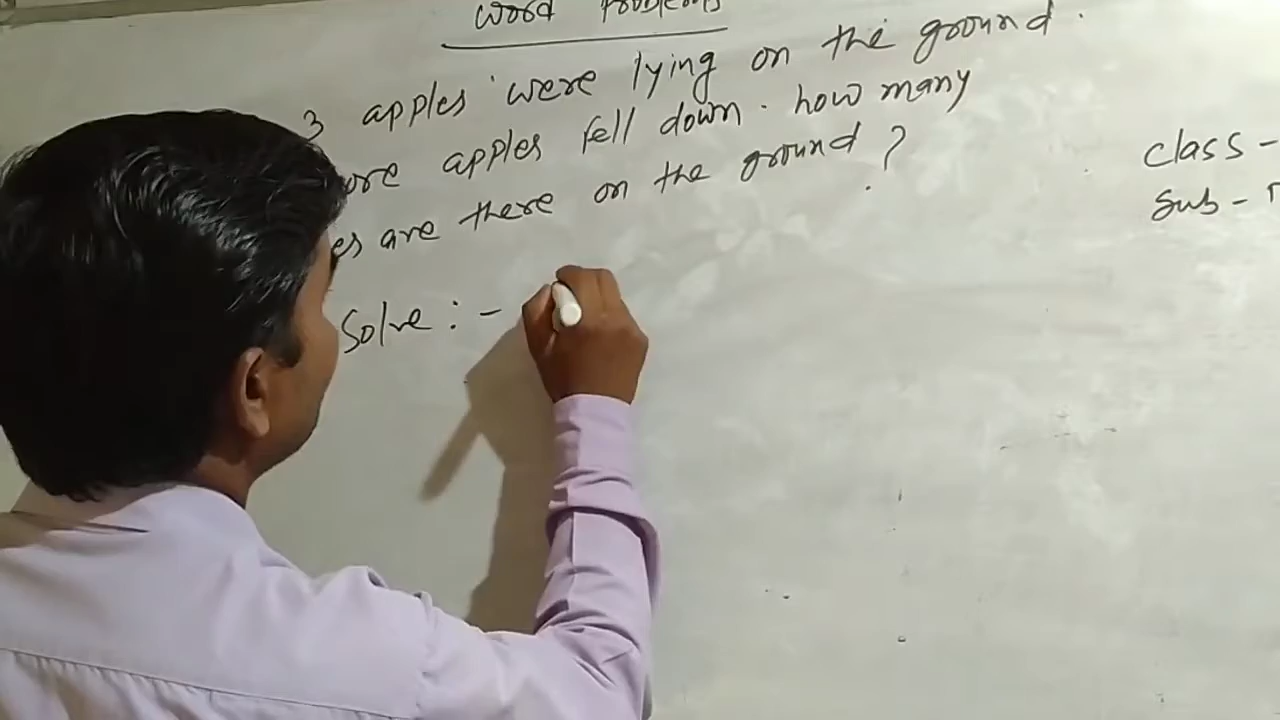 Word Problems
3 apples were lying on the ground.
ore apples fell down. how many
es are there on the ground?
Solve :-
Class -
Sub -